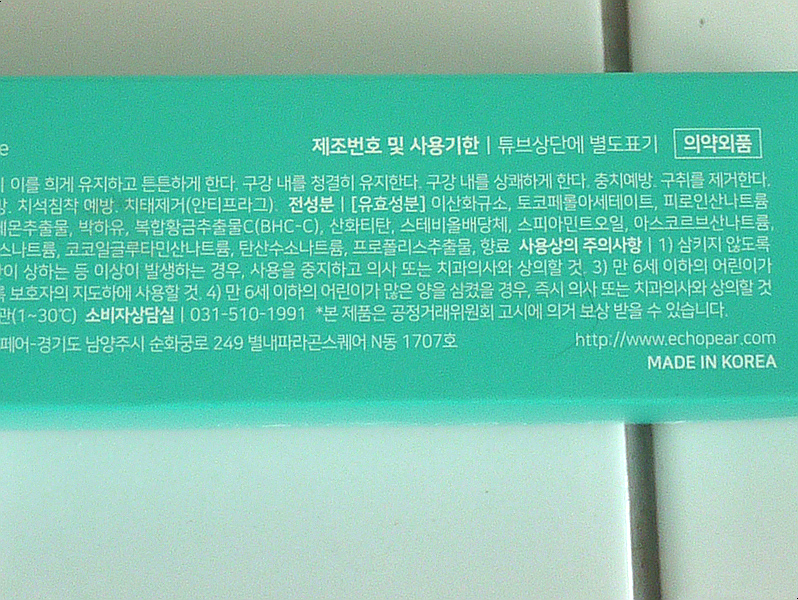 e 제조번호 및 사용기한 | 튜브상단에 별도표기 의약외품
이를 희게 유지하고 튼튼하게 한다. 구강 내를 청결히 유지한다. 구강 내를 상쾌하게 한다. 충치예방. 구취를 제거한다.
방. 치석침착 예방. 치태제거(안티프라그). 전성분 | [유효성분] 이산화규소, 토코페롤아세테이트, 피로인산나트륨
레몬추출물, 박하유, 복합황금추출물C(BHC-C), 산화티탄, 스테비올배당체, 스피아민트오일, 아스코르브산나트륨,
스나트륨, 코코일글루타민산나트륨, 탄산수소나트륨, 프로폴리스추출물, 향료 사용상의 주의사항 | 1) 삼키지 않도록
간이 상하는 등 이상이 발생하는 경우, 사용을 중지하고 의사 또는 치과의사와 상의할 것. 3) 만 6세 이하의 어린이가
록 보호자의 지도하에 사용할 것. 4) 만 6세 이하의 어린이가 많은 양을 삼켰을 경우, 즉시 의사 또는 치과의사와 상의할 것
관(1~30℃) 소비자상담실 | 031-510-1991 *본 제품은 공정거래위원회 고시에 의거 보상 받을 수 있습니다.
페어-경기도 남양주시 순화궁로 249 별내파라곤스퀘어 N동 1707호 http://www.echopear.com
MADE IN KOREA